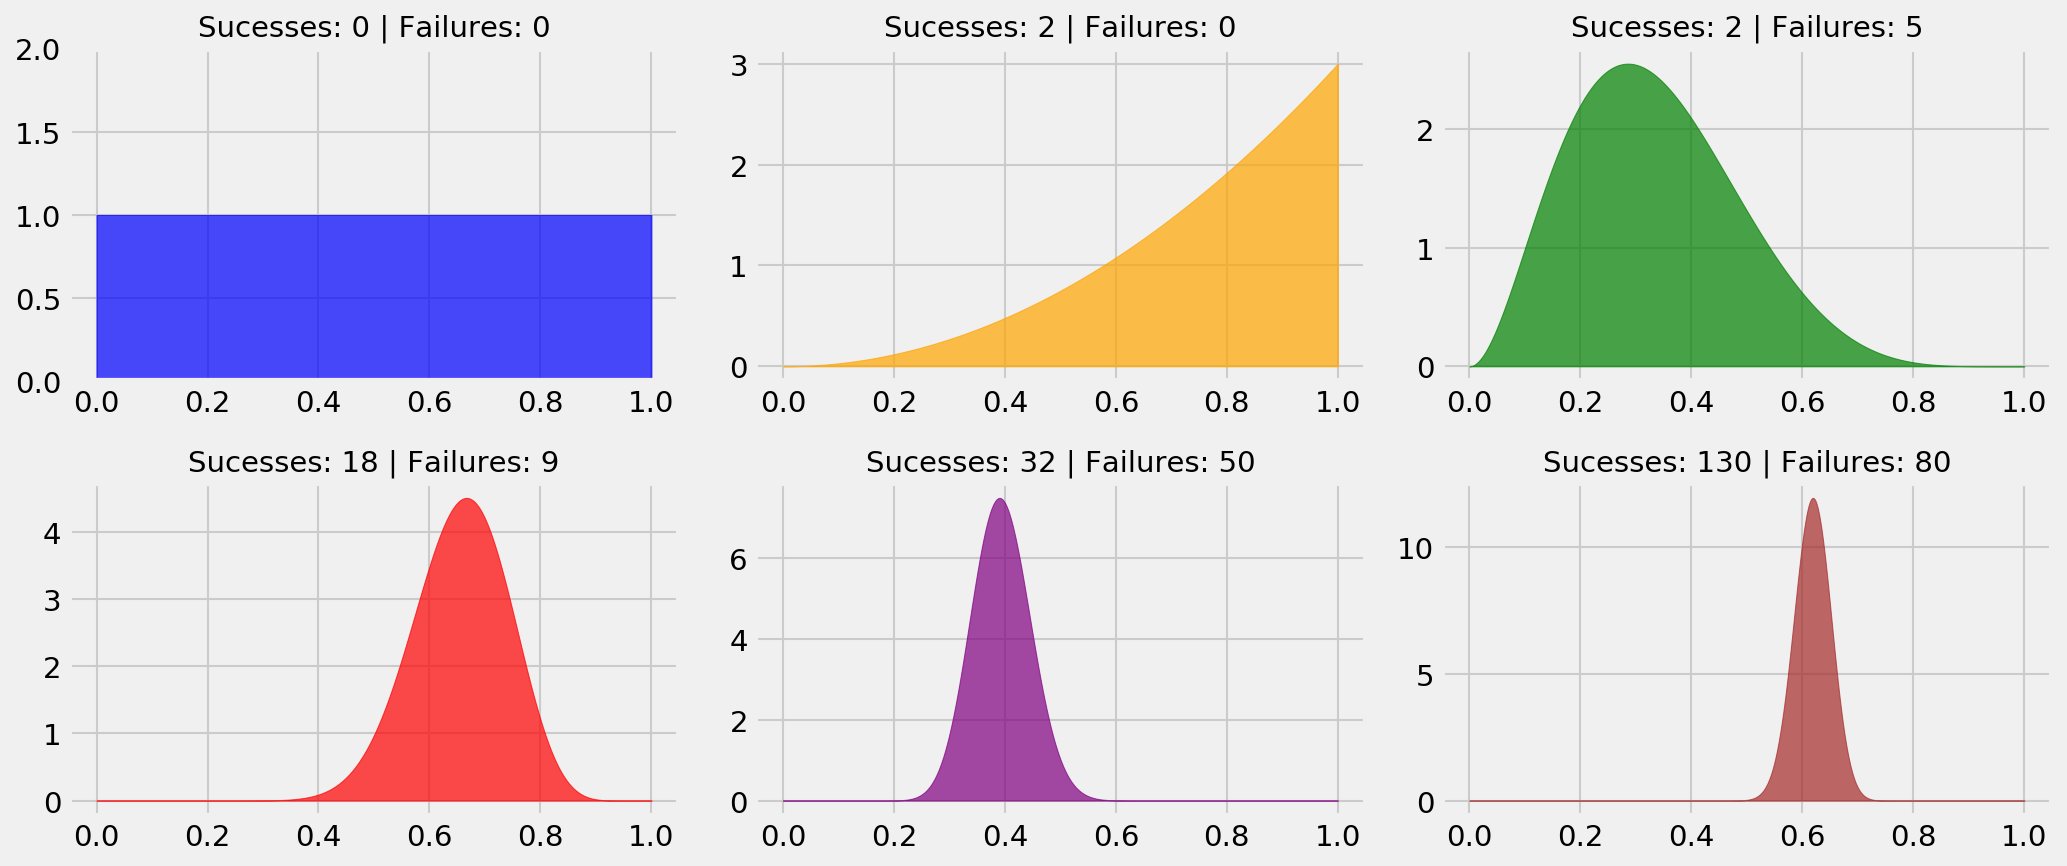 Sucesses: 0 | Failures: 0
2.0
1.5
1.0
0.5
0.0
0.0 0.2 0.4 0.6 0.8 1.0
Sucesses: 2 | Failures: 0
3
2
1
0
0.0 0.2 0.4 0.6 0.8 1.0
Sucesses: 2 | Failures: 5
2
1
0
0.0 0.2 0.4 0.6 0.8 1.0
Sucesses: 18 | Failures: 9
4
3
2
1
0
0.0 0.2 0.4 0.6 0.8 1.0
Sucesses: 32 | Failures: 50
6
4
2
0
0.0 0.2 0.4 0.6 0.8 1.0
Sucesses: 130 | Failures: 80
10
5
0
0.0 0.2 0.4 0.6 0.8 1.0